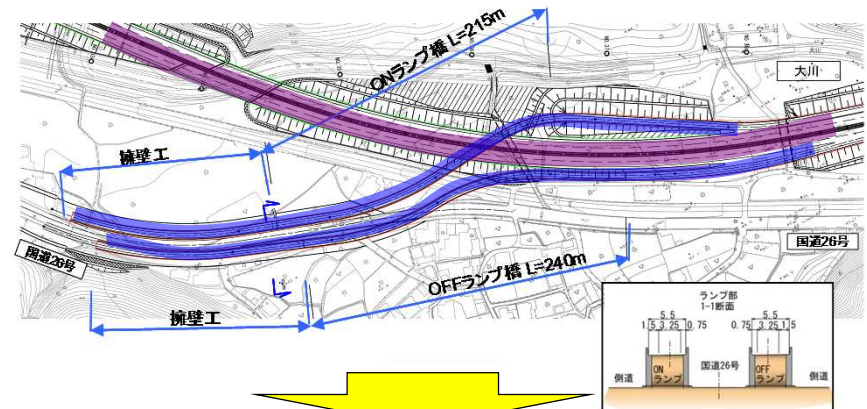 ONランプ橋 L=215m
大川
擁壁工
国道26号
国道26号
OFFランプ橋 L=240m
擁壁工
ランプ部
1-1断面
5.5
5.5
1.5 3.25 0.75
0.75 3.25 1.5
側道
ON
ランプ
国道26号
OFF
ランプ
側道